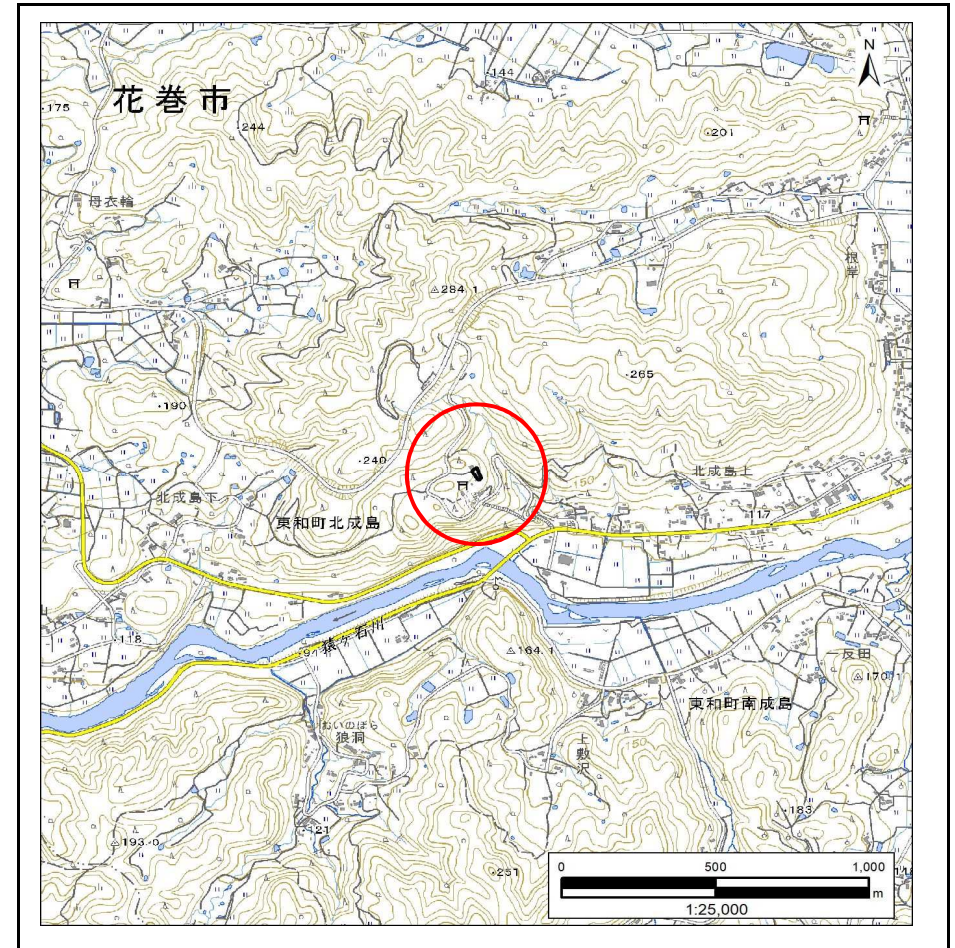 N
·144
花巻市
·175
·244
·201
母衣輪
根岸
△284.1
·265
·190
·240
150
北成島上
北成島下
117
東和町北成島
猿ヶ石川
·118
·94
△164.1
一反田
△170.1
東和町南成島
むいのほら
狼洞
上敷沢
150
·183
·121
△193.0
·251
0 500 1,000
m
1:25,000